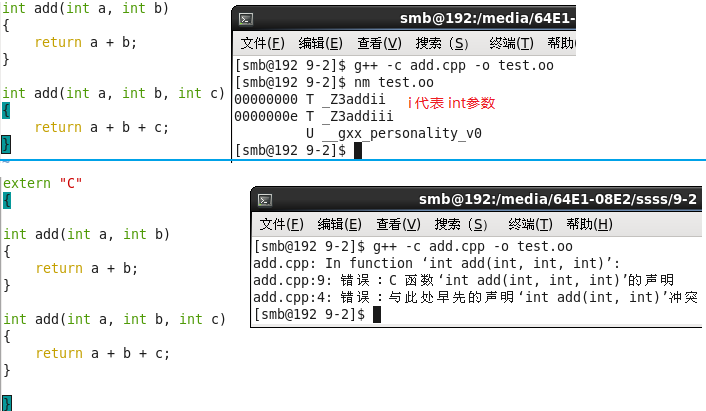 int add(int a, int b)
{
    return a + b;
}
int add(int a, int b, int c)
{
    return a + b + c;
}
~
smb@192:/media/64E1-
文件(F) 编辑(E) 查看(V) 搜索(S) 终端(T) 帮助
[smb@192 9-2]$ g++ -c add.cpp -o test.oo
[smb@192 9-2]$ nm test.oo
00000000 T _Z3addii
i 代表 int参数
0000000e T _Z3addiii
         U __gxx_personality_v0
[smb@192 9-2]$
extern "C"
{
int add(int a, int b)
{
    return a + b;
}
int add(int a, int b, int c)
{
    return a + b + c;
}
}
smb@192:/media/64E1-08E2/ssss/9-2
文件(F) 编辑(E) 查看(V) 搜索(S) 终端(T) 帮助(H)
[smb@192 9-2]$ g++ -c add.cpp -o test.oo
add.cpp: In function ‘int add(int, int, int)’:
add.cpp:9: 错误：C 函数‘int add(int, int, int)’的声明
add.cpp:4: 错误：与此处早先的声明‘int add(int, int)’冲突
[smb@192 9-2]$